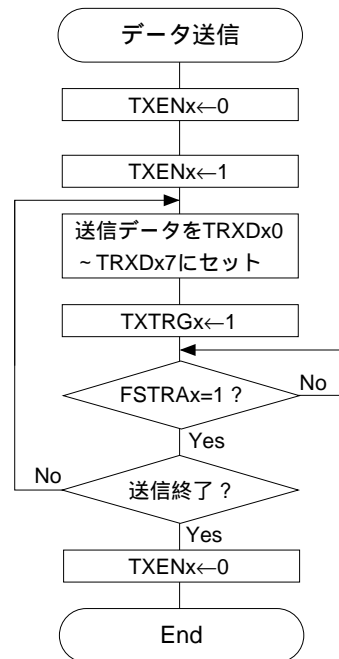 データ送信
TXENx←0
TXENx←1
送信データをTRXDx0
~ TRXDx7にセット
TXTRGx←1
FSTRAx=1 ?
No
Yes
No
送信終了 ?
Yes
TXENx←0
End